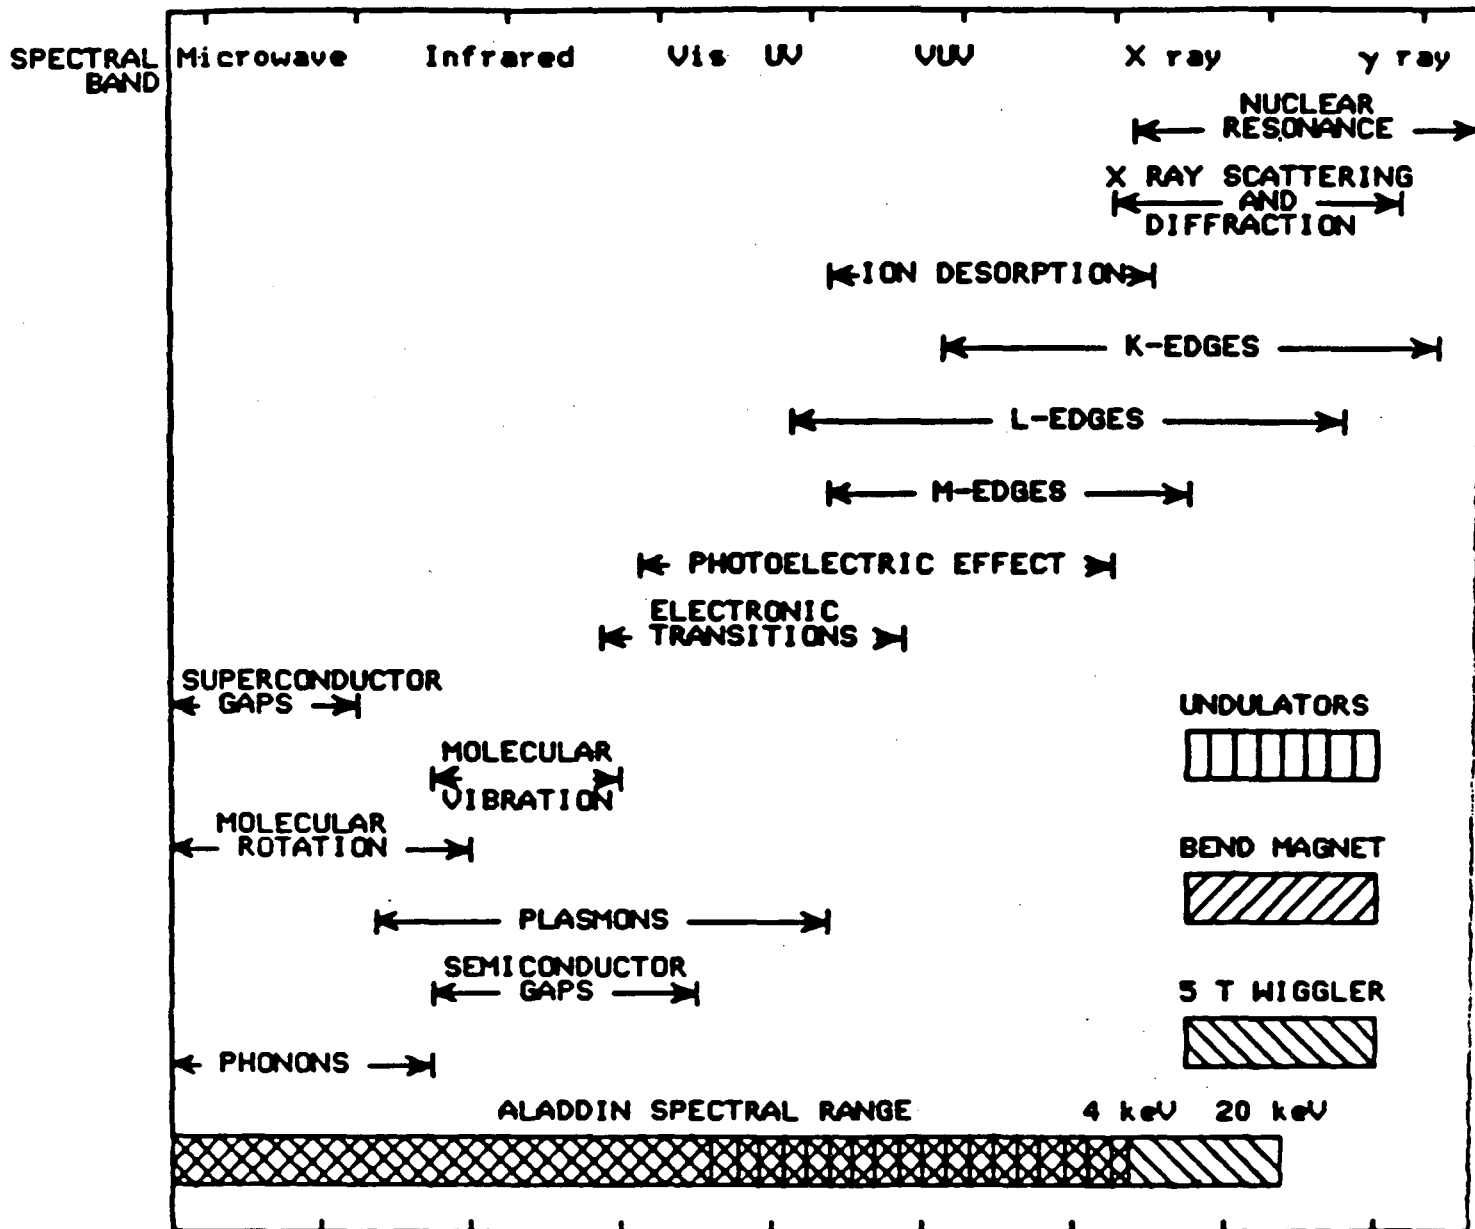 SPECTRAL BAND
Microwave Infrared Vis UV VUV X ray γ ray
NUCLEAR
RESONANCE
X RAY SCATTERING
AND
DIFFRACTION
ION DESORPTION
K-EDGES
L-EDGES
M-EDGES
PHOTOELECTRIC EFFECT
ELECTRONIC
TRANSITIONS
SUPERCONDUCTOR
GAPS
UNDULATORS
MOLECULAR
VIBRATION
MOLECULAR
ROTATION
BEND MAGNET
PLASMONS
SEMICONDUCTOR
GAPS
5 T WIGGLER
PHONONS
ALADDIN SPECTRAL RANGE 4 keV 20 keV